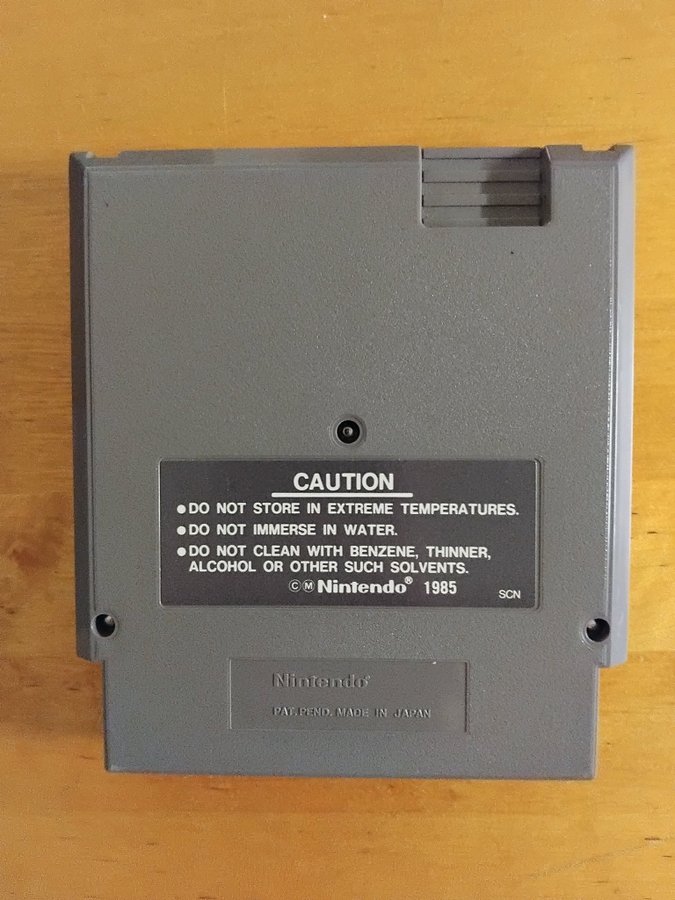 CAUTION
●DO NOT STORE IN EXTREME TEMPERATURES.
●DO NOT IMMERSE IN WATER.
●DO NOT CLEAN WITH BENZENE, THINNER,
ALCOHOL OR OTHER SUCH SOLVENTS.
ⒸⓂ Nintendo® 1985
SCN
Nintendo®
PAT. PEND. MADE IN JAPAN